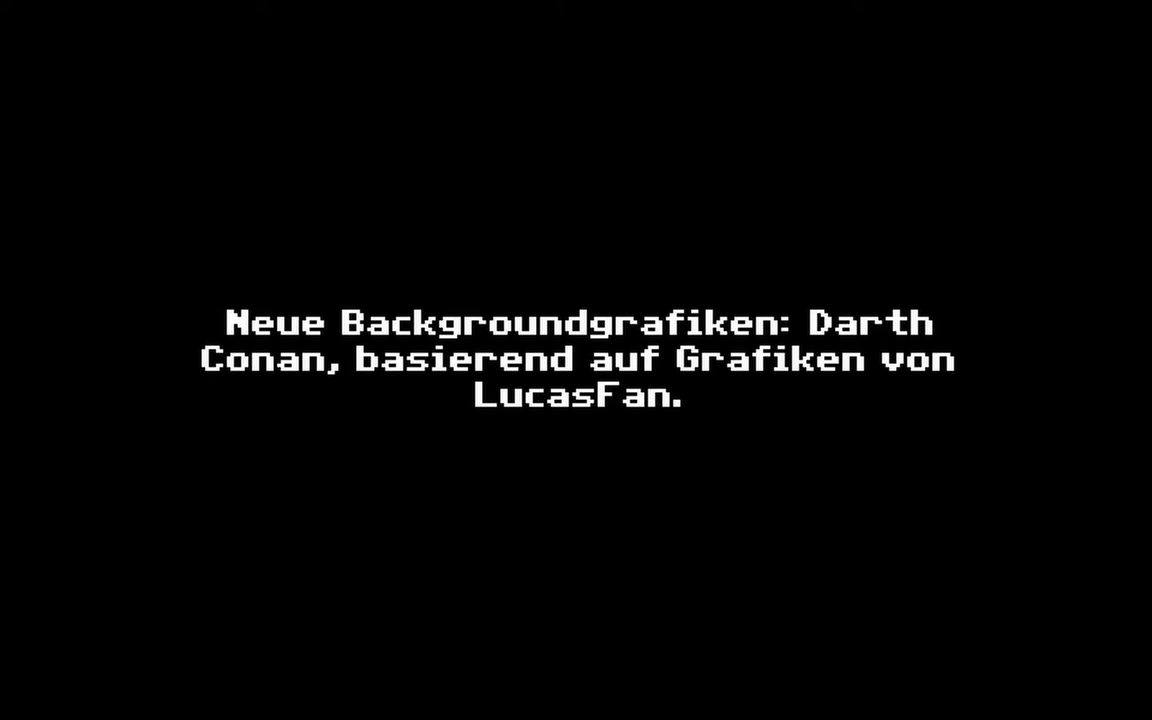 Neue Backgroundgrafiken: Darth
Conan, basierend auf Grafiken von
LucasFan.